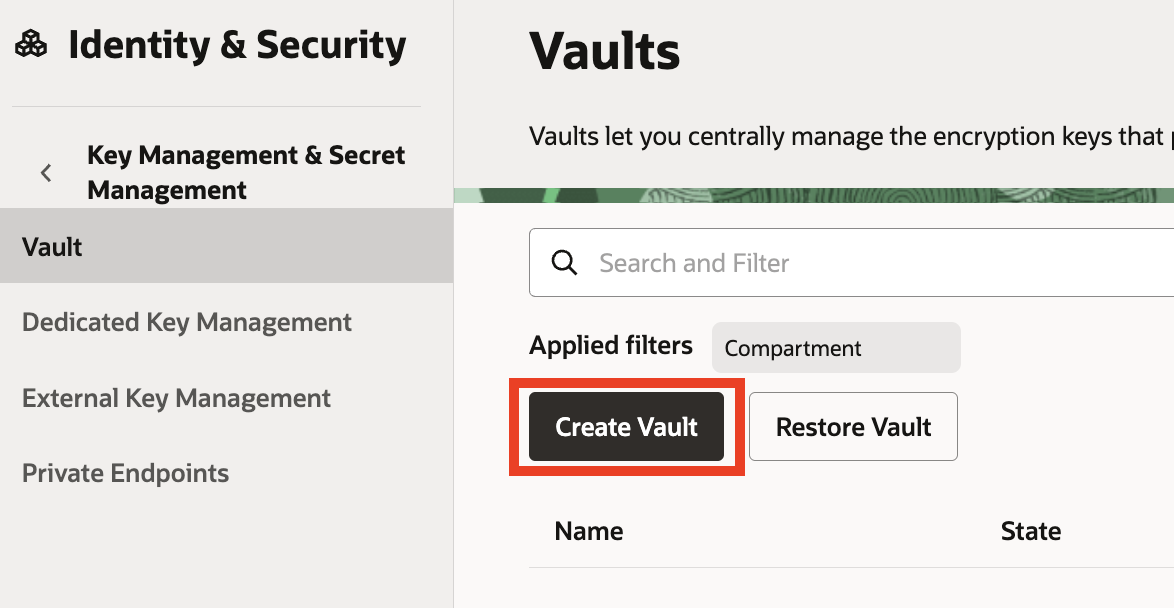 Identity & Security
Key Management & Secret
Management
Vault
Dedicated Key Management
External Key Management
Private Endpoints
Vaults
Vaults let you centrally manage the encryption keys that
Search and Filter
Applied filters Compartment
Create Vault Restore Vault
Name State